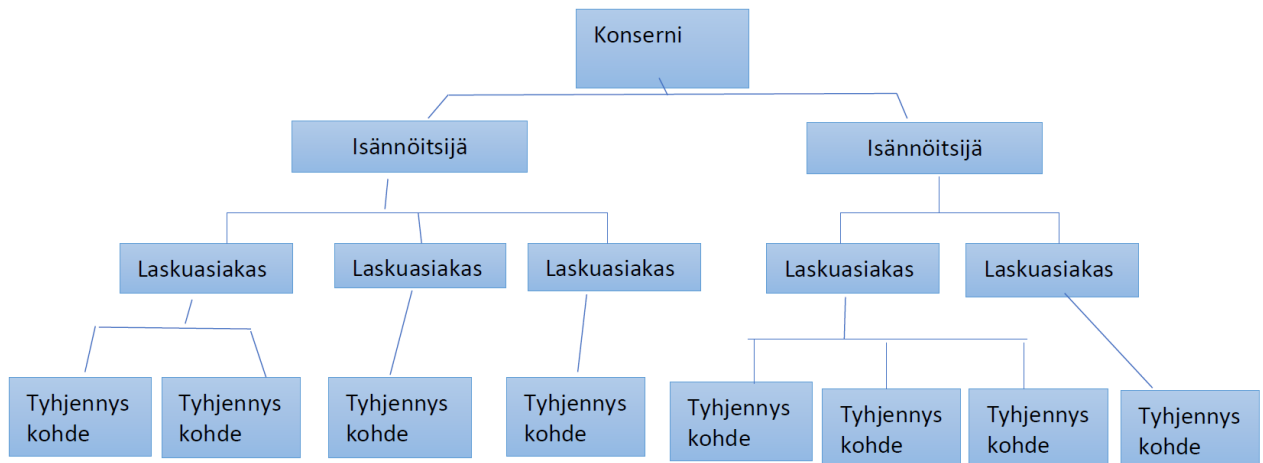 Konserni
Isännöitsijä
Isännöitsijä
Laskuasiakas
Laskuasiakas
Laskuasiakas
Laskuasiakas
Laskuasiakas
Tyhjennys
kohde
Tyhjennys
kohde
Tyhjennys
kohde
Tyhjennys
kohde
Tyhjennys
kohde
Tyhjennys
kohde
Tyhjennys
kohde
Tyhjennys
kohde